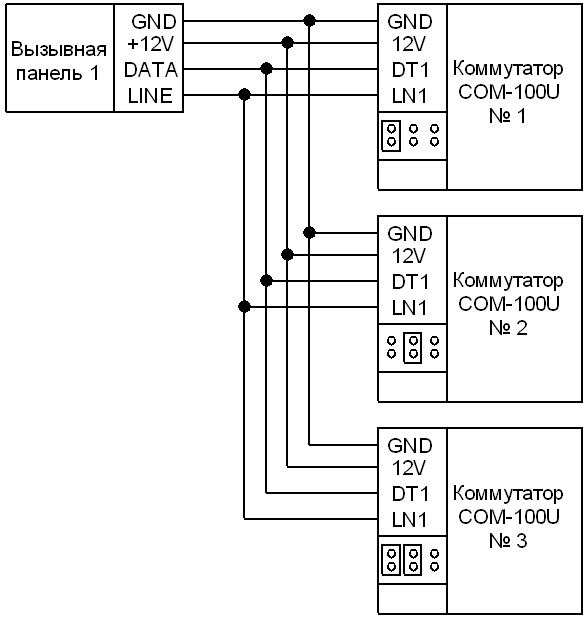 Вызывная
панель 1
GND
+12V
DATA
LINE
GND
12V
DT1
LN1
Коммутатор
COM-100U
№ 1
GND
12V
DT1
LN1
Коммутатор
COM-100U
№ 2
GND
12V
DT1
LN1
Коммутатор
COM-100U
№ 3